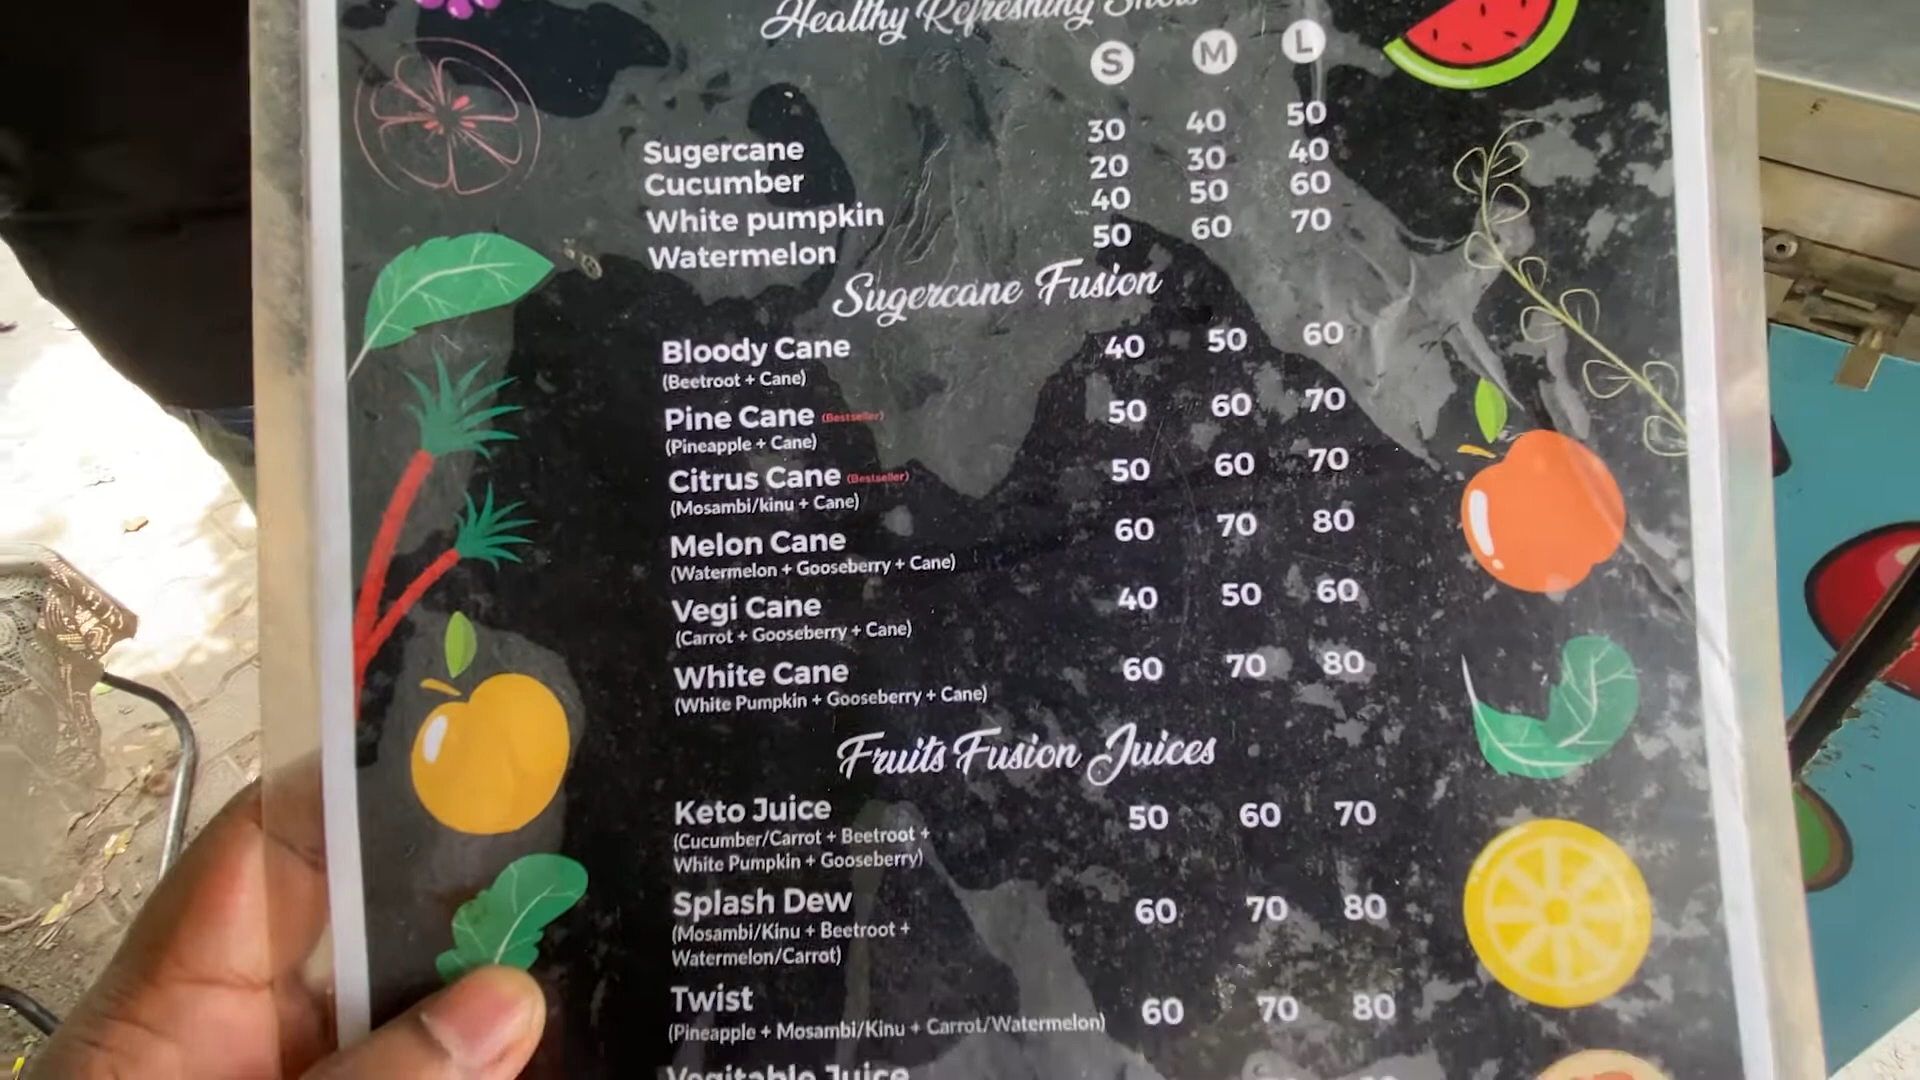 Healthy Refreshing Shots
S M L
Sugercane 30 40 50
Cucumber 20 30 40
White pumpkin 40 50 60
Watermelon 50 60 70
Sugercane Fusion
Bloody Cane 40 50 60
(Beetroot + Cane)
Pine Cane (Bestseller) 50 60 70
(Pineapple + Cane)
Citrus Cane (Bestseller) 50 60 70
(Mosambi/kinu + Cane)
Melon Cane 60 70 80
(Watermelon + Gooseberry + Cane)
Vegi Cane 40 50 60
(Carrot + Gooseberry + Cane)
White Cane 60 70 80
(White Pumpkin + Gooseberry + Cane)
Fruits Fusion Juices
Keto Juice 50 60 70
(Cucumber/Carrot + Beetroot +
White Pumpkin + Gooseberry)
Splash Dew 60 70 80
(Mosambi/Kinu + Beetroot +
Watermelon/Carrot)
Twist 60 70 80
(Pineapple + Mosambi/Kinu + Carrot/Watermelon)
Vegitable Juice